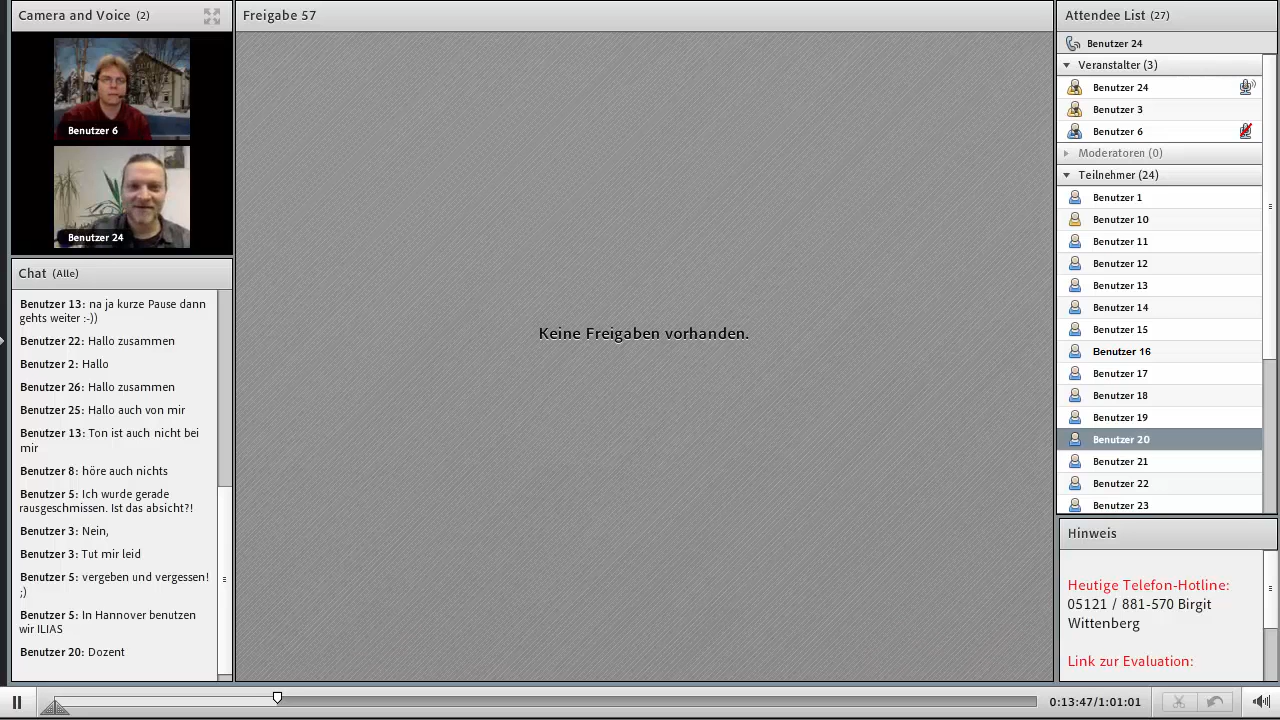 Camera and Voice (2)
Benutzer 6
Benutzer 24
Chat (Alle)
Benutzer 13: na ja kurze Pause dann
gehts weiter :-))
Benutzer 22: Hallo zusammen
Benutzer 2: Hallo
Benutzer 26: Hallo zusammen
Benutzer 25: Hallo auch von mir
Benutzer 13: Ton ist auch nicht bei
mir
Benutzer 8: höre auch nichts
Benutzer 5: Ich wurde gerade
rausgeschmissen. Ist das absicht?!
Benutzer 3: Nein,
Benutzer 3: Tut mir leid
Benutzer 5: vergeben und vergessen!
;)
Benutzer 5: In Hannover benutzen
wir ILIAS
Benutzer 20: Dozent
Freigabe 57
Keine Freigaben vorhanden.
Attendee List (27)
Benutzer 24
Veranstalter (3)
Benutzer 24
Benutzer 3
Benutzer 6
Moderatoren (0)
Teilnehmer (24)
Benutzer 1
Benutzer 10
Benutzer 11
Benutzer 12
Benutzer 13
Benutzer 14
Benutzer 15
Benutzer 16
Benutzer 17
Benutzer 18
Benutzer 19
Benutzer 20
Benutzer 21
Benutzer 22
Benutzer 23
Hinweis
Heutige Telefon-Hotline:
05121 / 881-570 Birgit
Wittenberg
Link zur Evaluation:
0:13:47/1:01:01